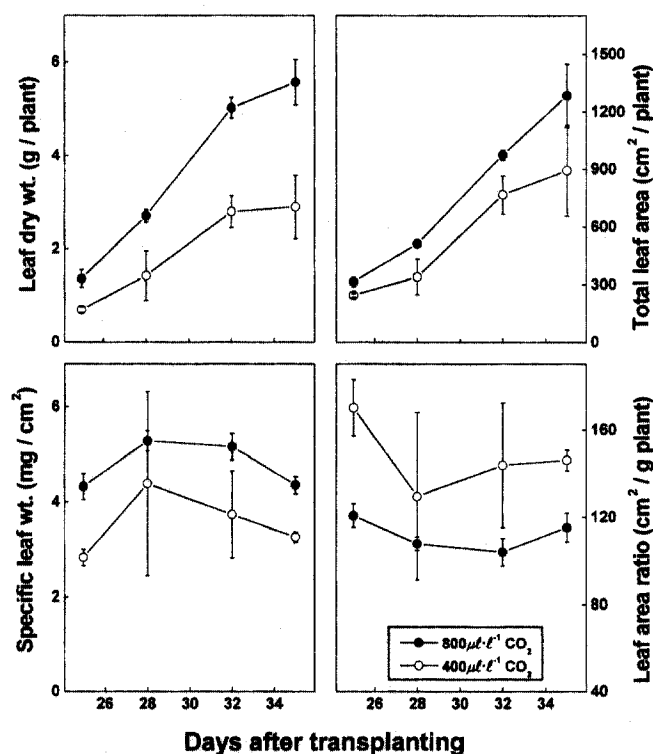 Leaf dry wt. (g / plant)
6
4
2
0
1500
1200
900
600
300
0
Total leaf area (cm² / plant)
Specific leaf wt. (mg / cm²)
6
4
2
0
160
120
80
40
Leaf area ratio (cm² / g plant)
800μℓ·ℓ⁻¹ CO₂
400μℓ·ℓ⁻¹ CO₂
26 28 30 32 34
26 28 30 32 34
Days after transplanting